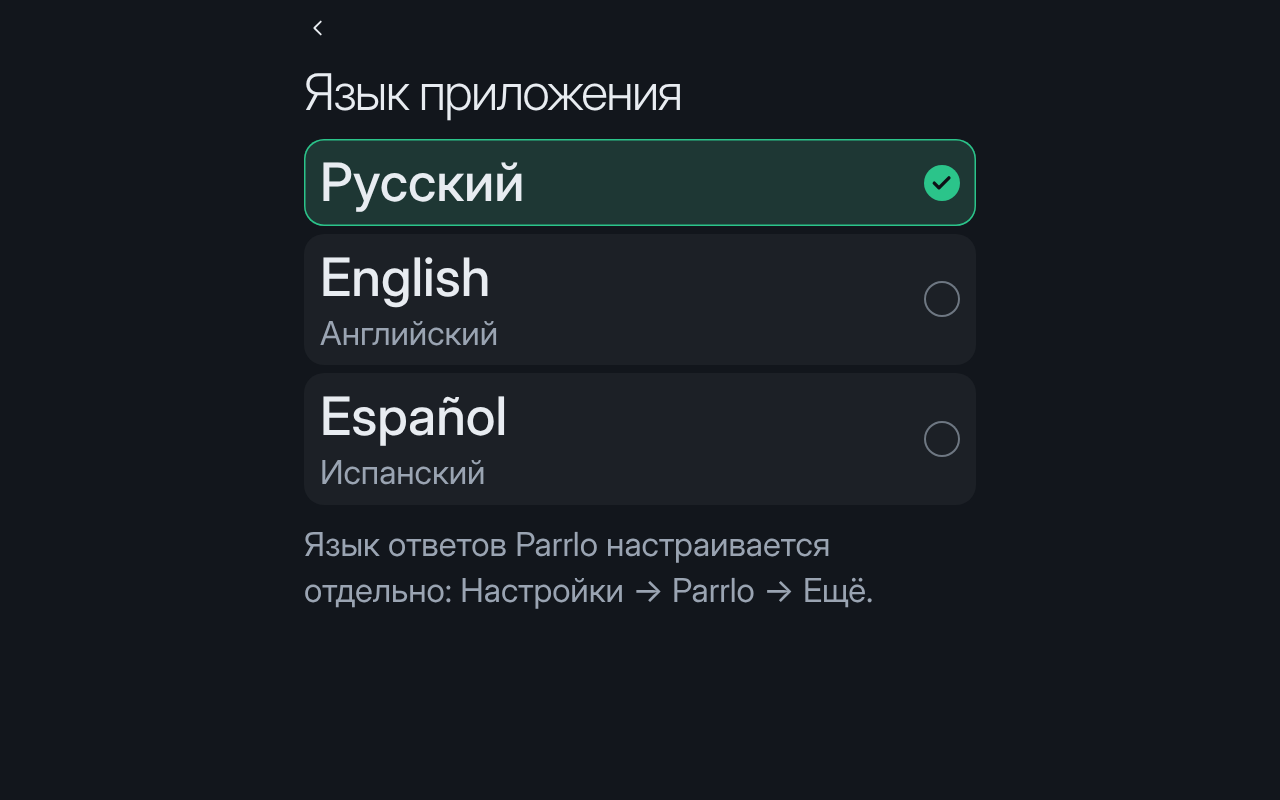 Язык приложения
Русский
English
Английский
Español
Испанский
Язык ответов Parrlo настраивается
отдельно: Настройки → Parrlo → Ещё.